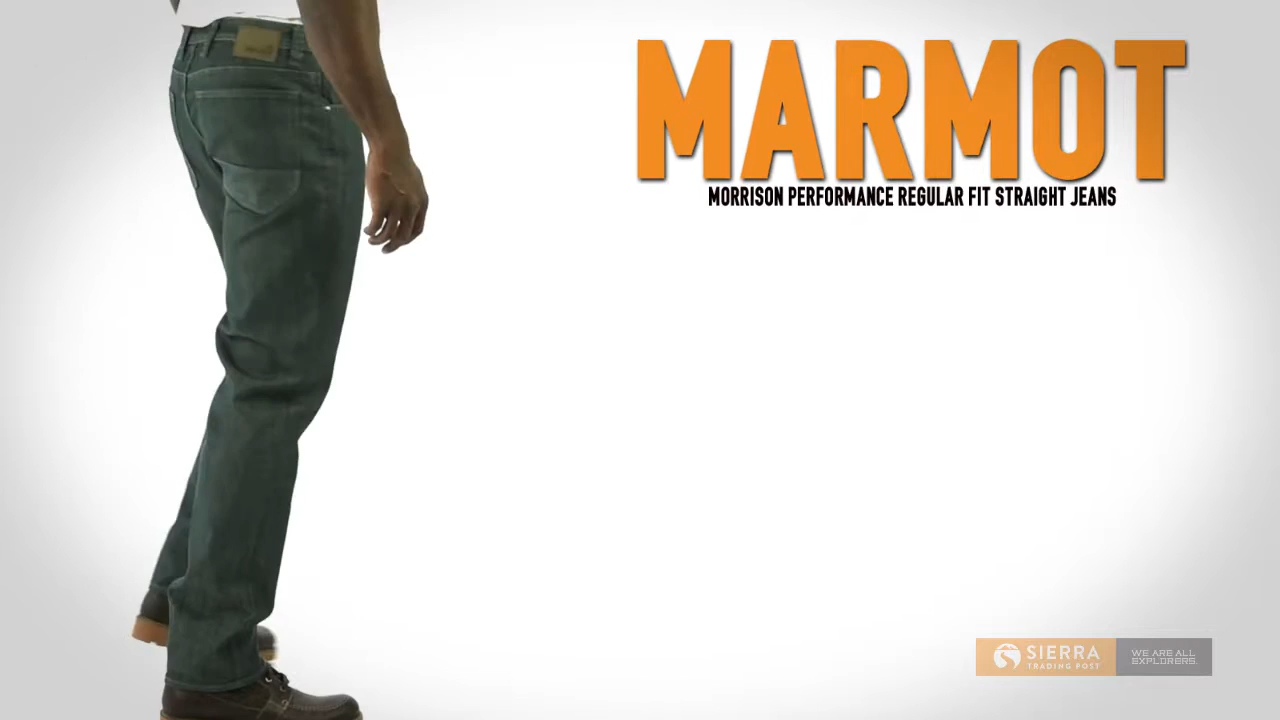 MARMOT
MORRISON PERFORMANCE REGULAR FIT STRAIGHT JEANS
SIERRA
TRADING POST
WE ARE ALL
EXPLORERS.